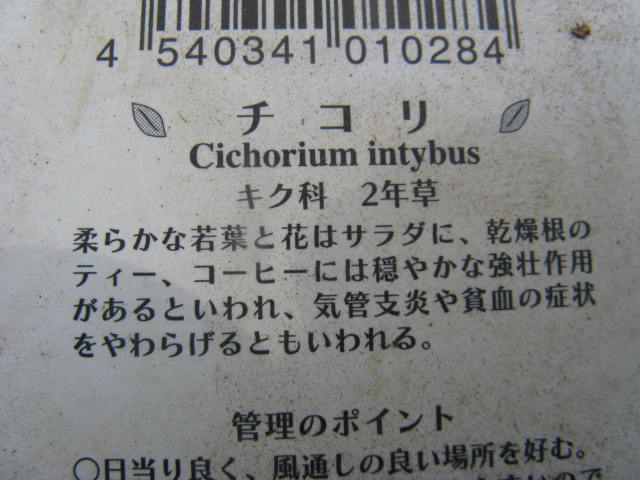 4 540341 010284
チコリ
Cichorium intybus
キク科 2年草
柔らかな若葉と花はサラダに、乾燥根の
ティー、コーヒーには穏やかな強壮作用
があるといわれ、気管支炎や貧血の症状
をやわらげるともいわれる。
管理のポイント
○日当り良く、風通しの良い場所を好む。